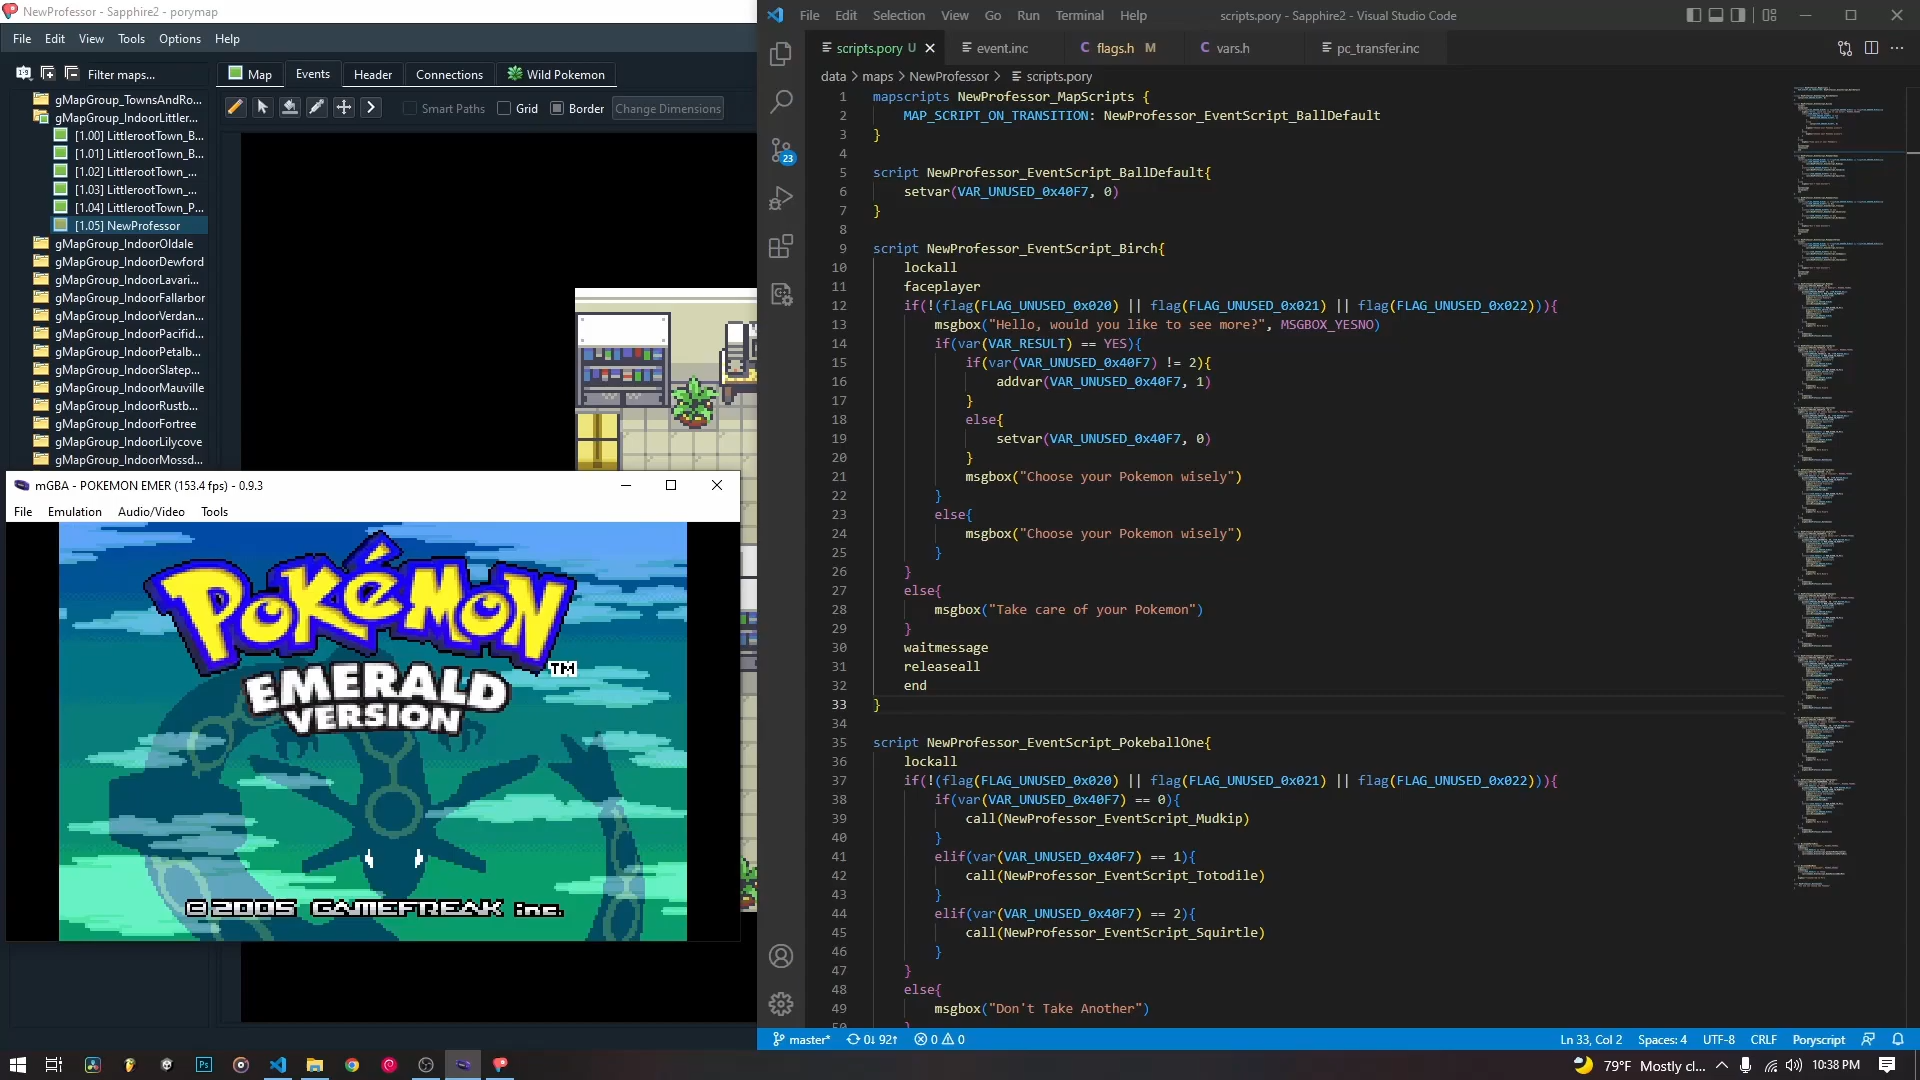 NewProfessor - Sapphire2 - porymap
File Edit View Tools Options Help
Filter maps...
Map Events Header Connections Wild Pokemon
Smart Paths Grid Border Change Dimensions
gMapGroup_TownsAndRo...
gMapGroup_IndoorLittler...
[1.00] LittlerootTown_B...
[1.01] LittlerootTown_B...
[1.02] LittlerootTown_...
[1.03] LittlerootTown_...
[1.04] LittlerootTown_P...
[1.05] NewProfessor
gMapGroup_IndoorOldale
gMapGroup_IndoorDewford
gMapGroup_IndoorLavari...
gMapGroup_IndoorFallarbor
gMapGroup_IndoorVerdan...
gMapGroup_IndoorPacifid...
gMapGroup_IndoorPetalb...
gMapGroup_IndoorSlatep...
gMapGroup_IndoorMauville
gMapGroup_IndoorRustb...
gMapGroup_IndoorFortree
gMapGroup_IndoorLilycove
gMapGroup_IndoorMossd...
mGBA - POKEMON EMER (153.4 fps) - 0.9.3
File Emulation Audio/Video Tools
POKéMON
TM
EMERALD
VERSION
©2005 GAMEFREAK inc.
File Edit Selection View Go Run Terminal Help
scripts.pory - Sapphire2 - Visual Studio Code
scripts.pory U event.inc C flags.h M C vars.h pc_transfer.inc
data > maps > NewProfessor > scripts.pory
23
1 mapscripts NewProfessor_MapScripts {
2 MAP_SCRIPT_ON_TRANSITION: NewProfessor_EventScript_BallDefault
3 }
4
5 script NewProfessor_EventScript_BallDefault{
6 setvar(VAR_UNUSED_0x40F7, 0)
7 }
8
9 script NewProfessor_EventScript_Birch{
10 lockall
11 faceplayer
12 if(!(flag(FLAG_UNUSED_0x020) || flag(FLAG_UNUSED_0x021) || flag(FLAG_UNUSED_0x022))){
13 msgbox("Hello, would you like to see more?", MSGBOX_YESNO)
14 if(var(VAR_RESULT) == YES){
15 if(var(VAR_UNUSED_0x40F7) != 2){
16 addvar(VAR_UNUSED_0x40F7, 1)
17 }
18 else{
19 setvar(VAR_UNUSED_0x40F7, 0)
20 }
21 msgbox("Choose your Pokemon wisely")
22 }
23 else{
24 msgbox("Choose your Pokemon wisely")
25 }
26 }
27 else{
28 msgbox("Take care of your Pokemon")
29 }
30 waitmessage
31 releaseall
32 end
33 }
34
35 script NewProfessor_EventScript_PokeballOne{
36 lockall
37 if(!(flag(FLAG_UNUSED_0x020) || flag(FLAG_UNUSED_0x021) || flag(FLAG_UNUSED_0x022))){
38 if(var(VAR_UNUSED_0x40F7) == 0){
39 call(NewProfessor_EventScript_Mudkip)
40 }
41 elif(var(VAR_UNUSED_0x40F7) == 1){
42 call(NewProfessor_EventScript_Totodile)
43 }
44 elif(var(VAR_UNUSED_0x40F7) == 2){
45 call(NewProfessor_EventScript_Squirtle)
46 }
47 }
48 else{
49 msgbox("Don't Take Another")
master* 0↓ 92↑ 0 0
Ln 33, Col 2 Spaces: 4 UTF-8 CRLF Poryscript
Ps
79°F Mostly cl... 10:38 PM